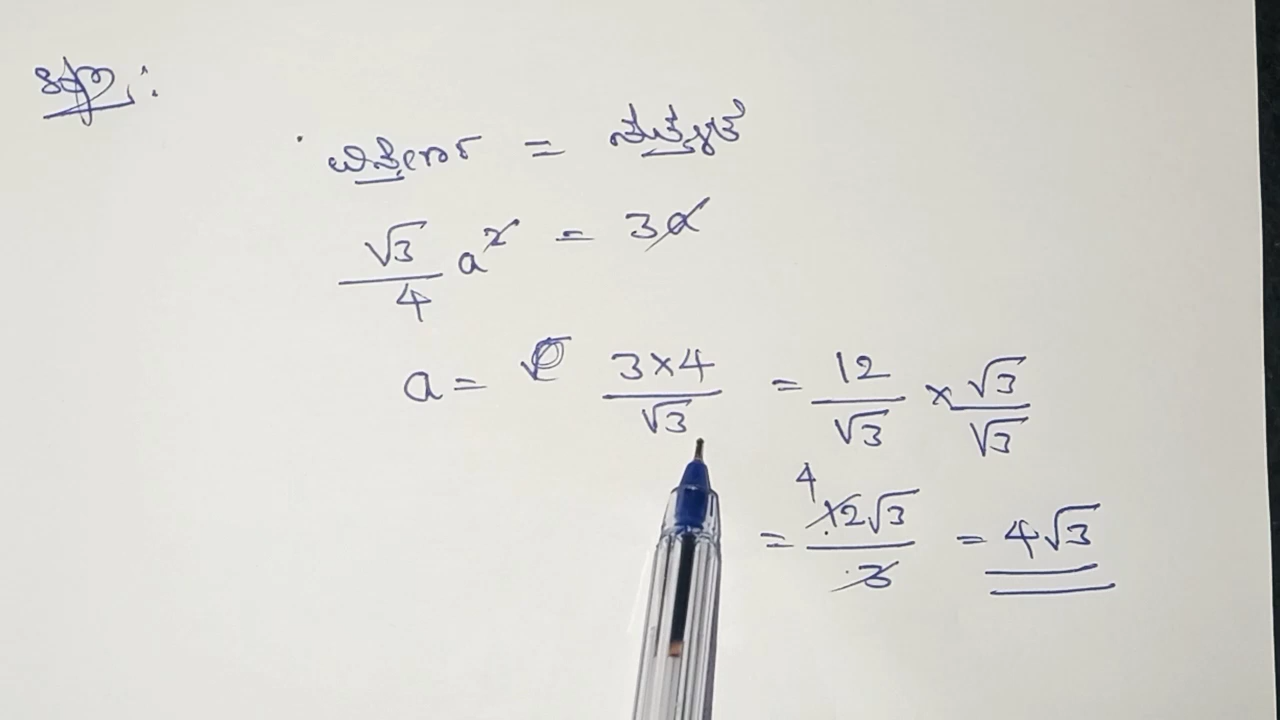 ವಿಸ್ತೀರ್ಣ = ಸುತ್ತಳತೆ
√3/4 a² = 3a
a = 3×4/√3 = 12/√3 × √3/√3
= 12√3/3 4 = 4√3